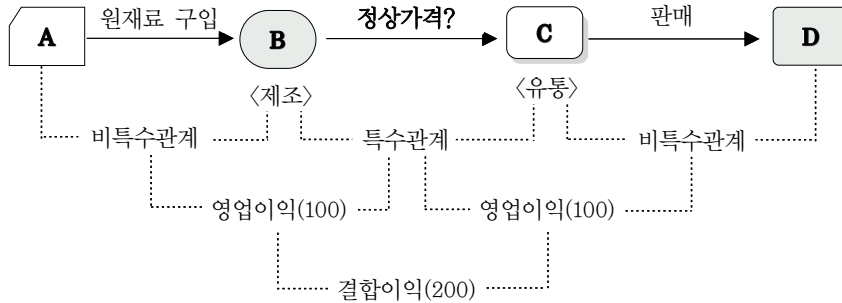 A 원재료 구입 B 정상가격? C 판매 D
〈제조〉 〈유통〉
비특수관계 특수관계 비특수관계
영업이익(100) 영업이익(100)
결합이익(200)